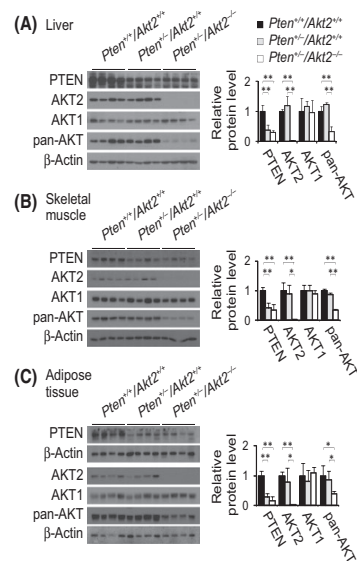 (A) Liver
Pten+/+/Akt2+/+
Pten+/−/Akt2+/+
Pten+/−/Akt2−/−
PTEN
AKT2
AKT1
pan-AKT
β-Actin
Pten+/+/Akt2+/+
Pten+/−/Akt2+/+
Pten+/−/Akt2−/−
Relative
protein level
2
1
0
** **
** ** **
PTEN
AKT2
AKT1
pan-AKT
(B) Skeletal
muscle
Pten+/+/Akt2+/+
Pten+/−/Akt2+/+
Pten+/−/Akt2−/−
PTEN
AKT2
AKT1
pan-AKT
β-Actin
Relative
protein level
2
1
0
** ** **
** * **
PTEN
AKT2
AKT1
pan-AKT
(C) Adipose
tissue
Pten+/+/Akt2+/+
Pten+/−/Akt2+/+
Pten+/−/Akt2−/−
PTEN
β-Actin
AKT2
AKT1
pan-AKT
β-Actin
Relative
protein level
2
1
0
** ** *
** * *
PTEN
AKT2
AKT1
pan-AKT